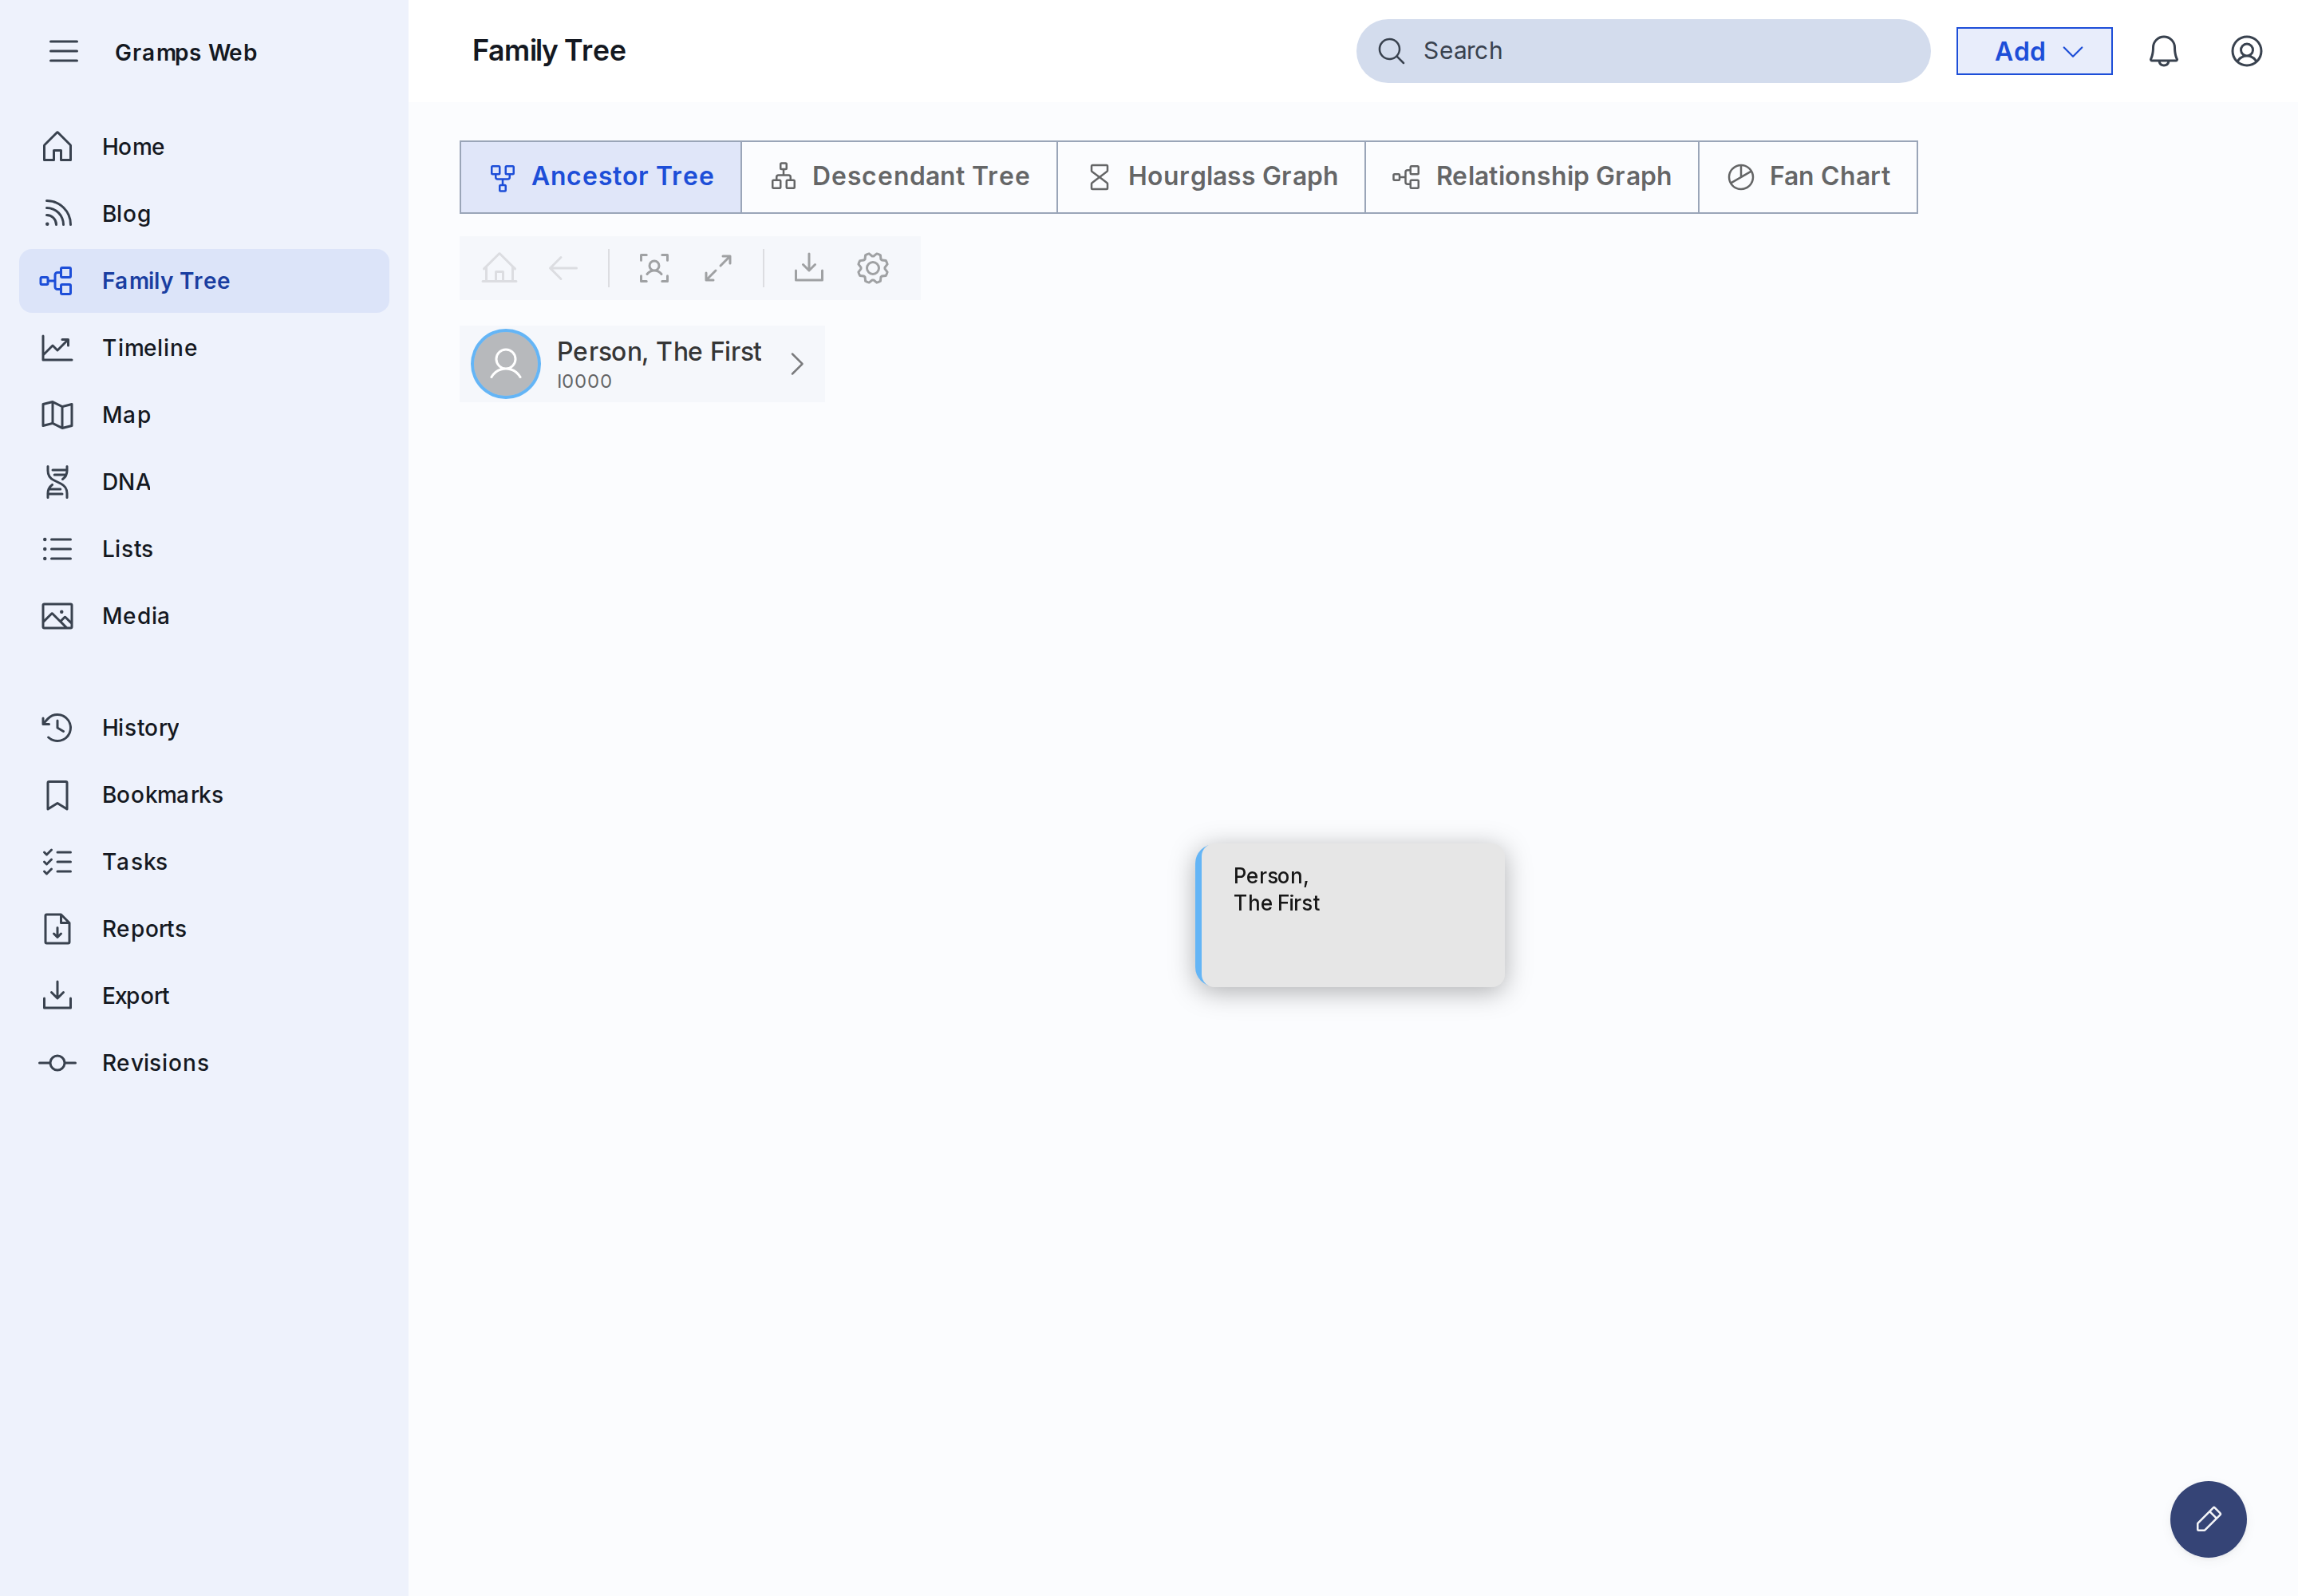 Gramps Web
Family Tree
Search
Add
Home
Blog
Family Tree
Timeline
Map
DNA
Lists
Media
History
Bookmarks
Tasks
Reports
Export
Revisions
Ancestor Tree
Descendant Tree
Hourglass Graph
Relationship Graph
Fan Chart
Person, The First
I0000
Person,
The First